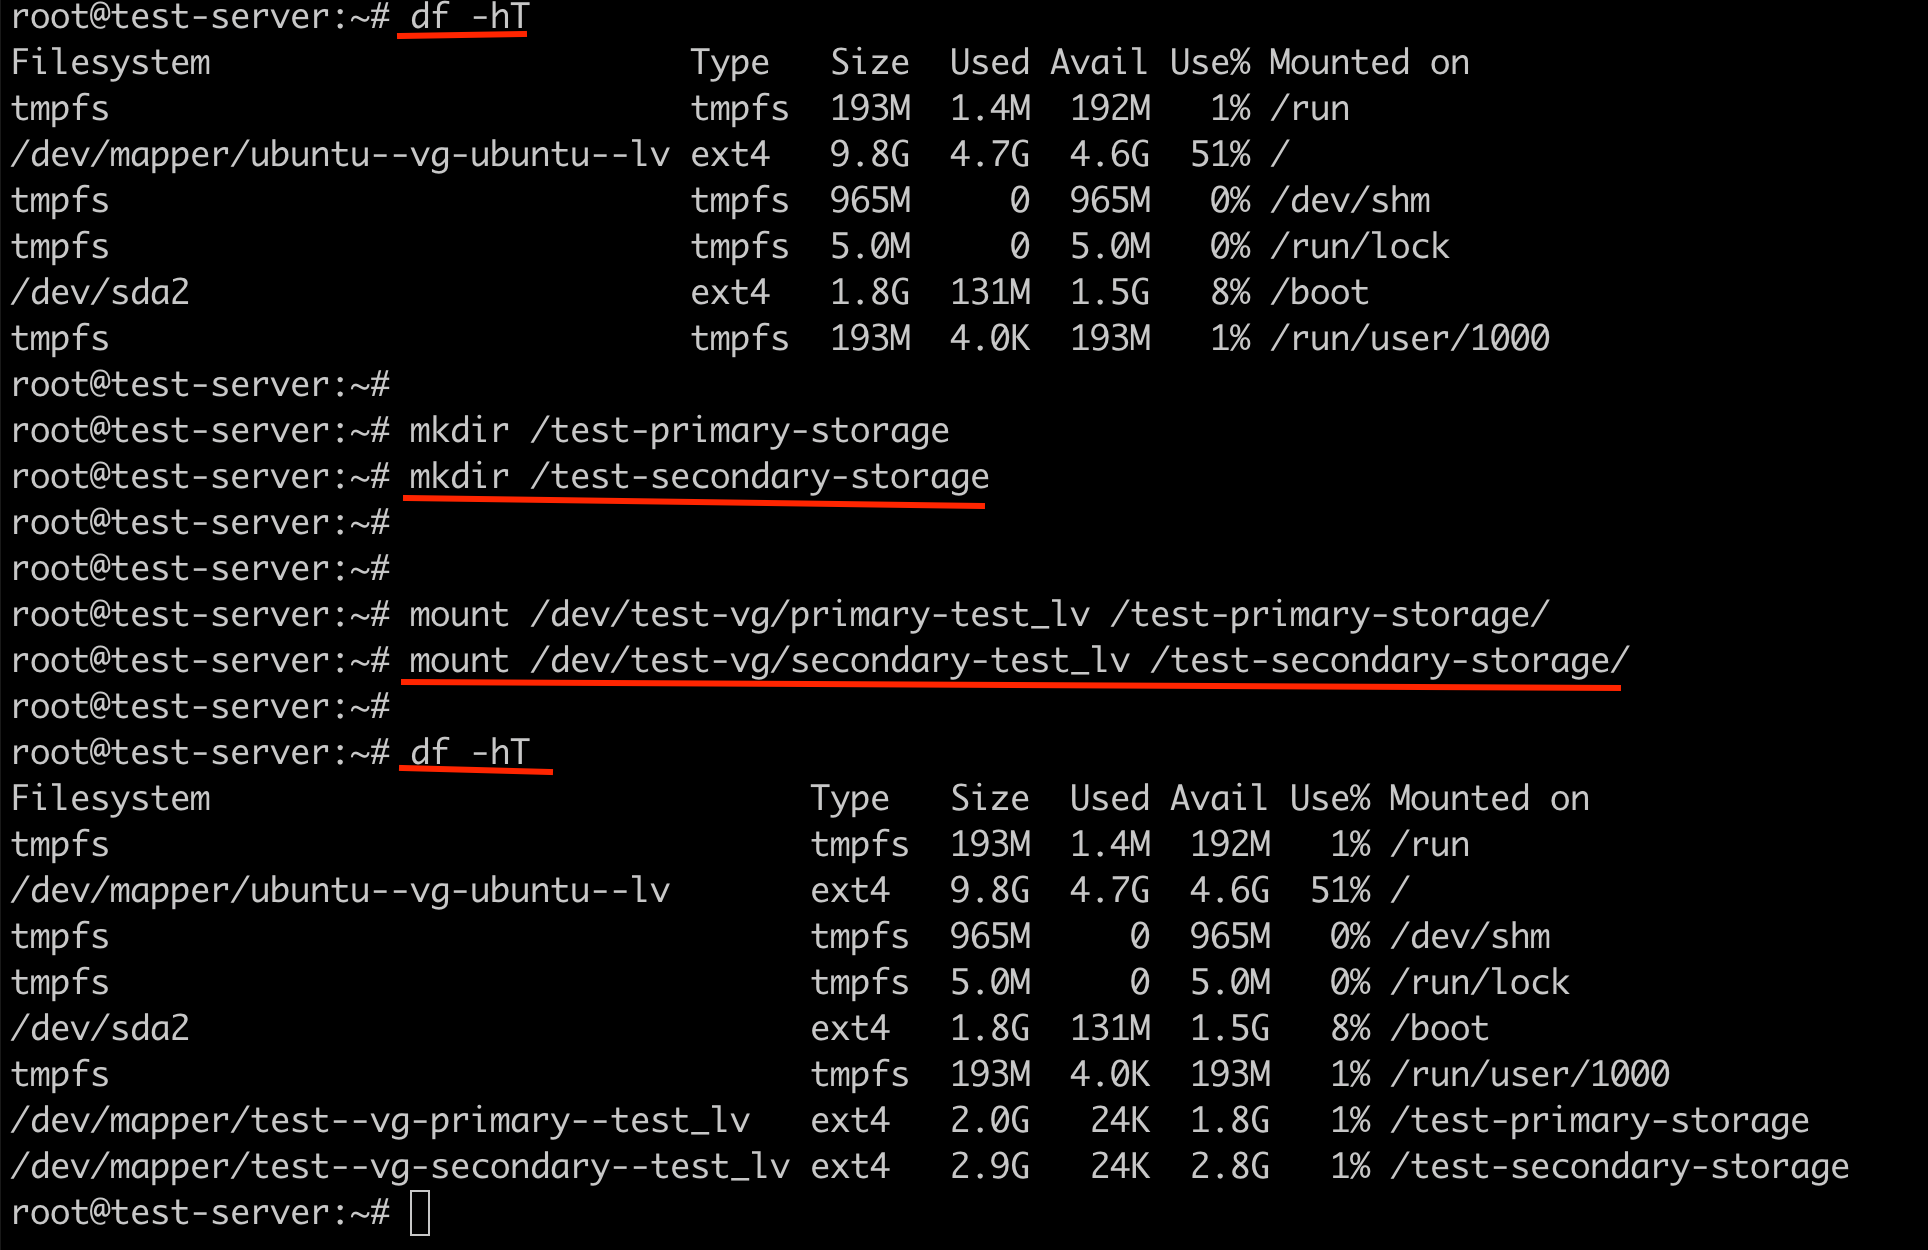 root@test-server:~# df -hT
Filesystem                        Type   Size  Used Avail Use% Mounted on
tmpfs                             tmpfs  193M  1.4M  192M   1% /run
/dev/mapper/ubuntu--vg-ubuntu--lv ext4   9.8G  4.7G  4.6G  51% /
tmpfs                             tmpfs  965M     0  965M   0% /dev/shm
tmpfs                             tmpfs  5.0M     0  5.0M   0% /run/lock
/dev/sda2                         ext4   1.8G  131M  1.5G   8% /boot
tmpfs                             tmpfs  193M  4.0K  193M   1% /run/user/1000
root@test-server:~#
root@test-server:~# mkdir /test-primary-storage
root@test-server:~# mkdir /test-secondary-storage
root@test-server:~#
root@test-server:~#
root@test-server:~# mount /dev/test-vg/primary-test_lv /test-primary-storage/
root@test-server:~# mount /dev/test-vg/secondary-test_lv /test-secondary-storage/
root@test-server:~#
root@test-server:~# df -hT
Filesystem                              Type   Size  Used Avail Use% Mounted on
tmpfs                                   tmpfs  193M  1.4M  192M   1% /run
/dev/mapper/ubuntu--vg-ubuntu--lv       ext4   9.8G  4.7G  4.6G  51% /
tmpfs                                   tmpfs  965M     0  965M   0% /dev/shm
tmpfs                                   tmpfs  5.0M     0  5.0M   0% /run/lock
/dev/sda2                               ext4   1.8G  131M  1.5G   8% /boot
tmpfs                                   tmpfs  193M  4.0K  193M   1% /run/user/1000
/dev/mapper/test--vg-primary--test_lv   ext4   2.0G   24K  1.8G   1% /test-primary-storage
/dev/mapper/test--vg-secondary--test_lv ext4   2.9G   24K  2.8G   1% /test-secondary-storage
root@test-server:~#